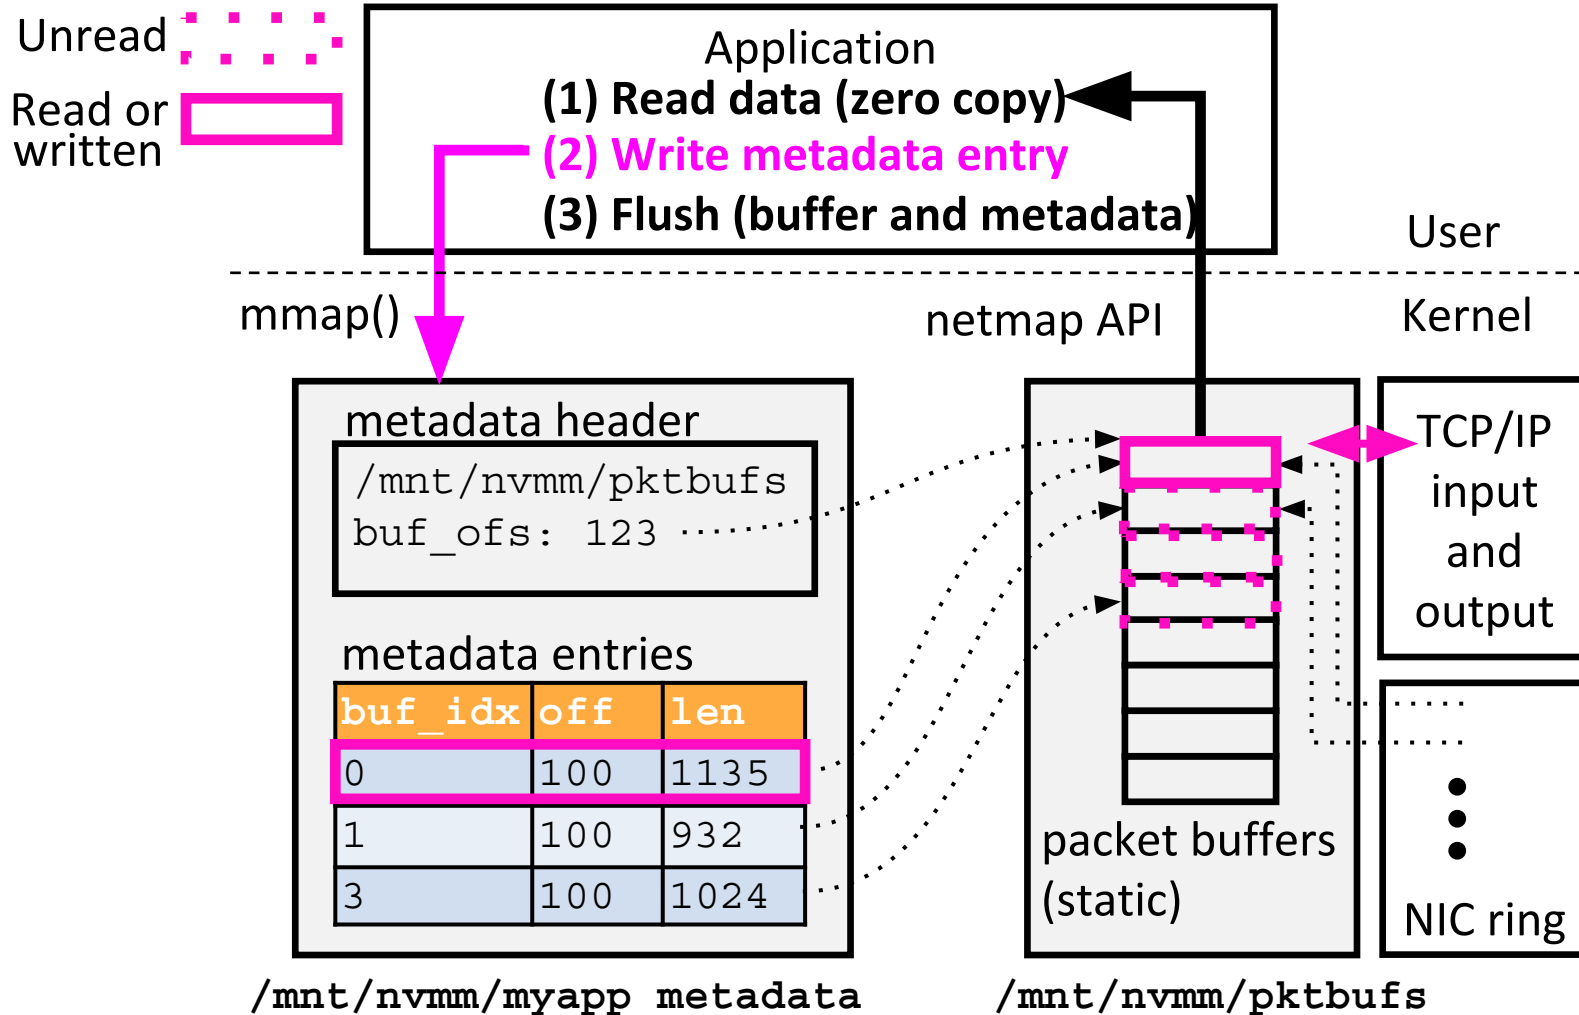 Unread
Read or
written
Application
(1) Read data (zero copy)
(2) Write metadata entry
(3) Flush (buffer and metadata)
User
mmap()
netmap API
Kernel
metadata header
/mnt/nvmm/pktbufs
buf_ofs: 123
metadata entries
buf_idx off len
0 100 1135
1 100 932
3 100 1024
packet buffers
(static)
TCP/IP
input
and
output
NIC ring
/mnt/nvmm/myapp metadata
/mnt/nvmm/pktbufs